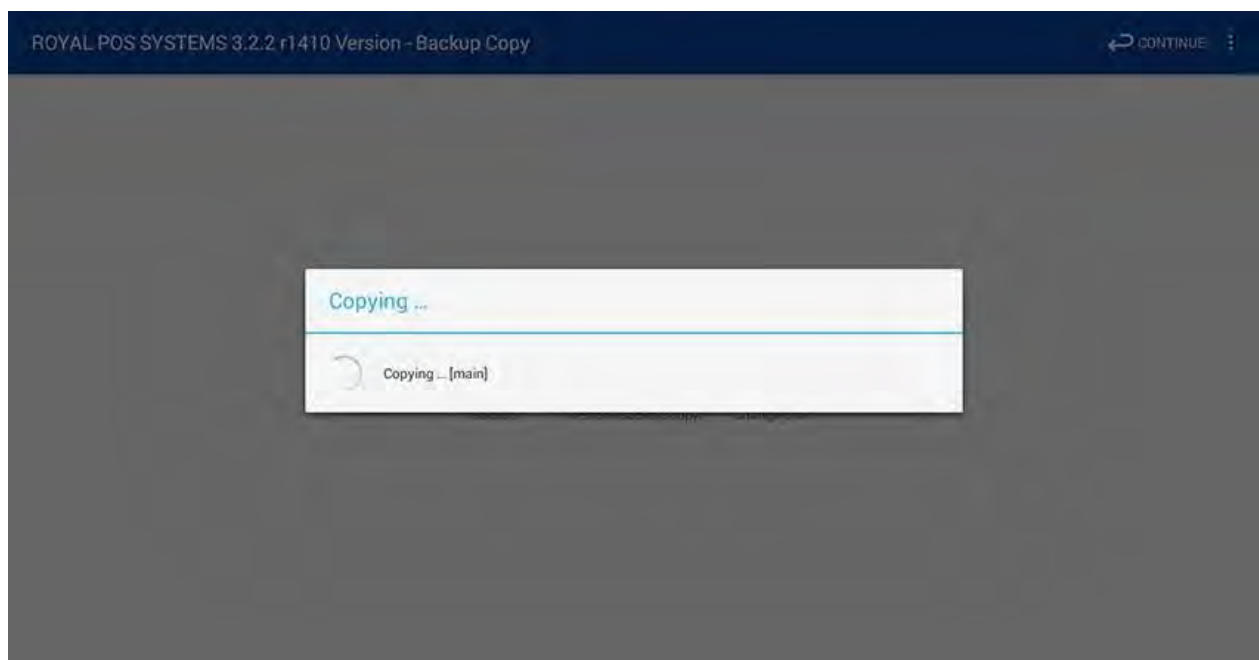 ROYAL POS SYSTEMS 3.2.2 r1410 Version - Backup Copy
CONTINUE
Copying ...
Copying ... [main]